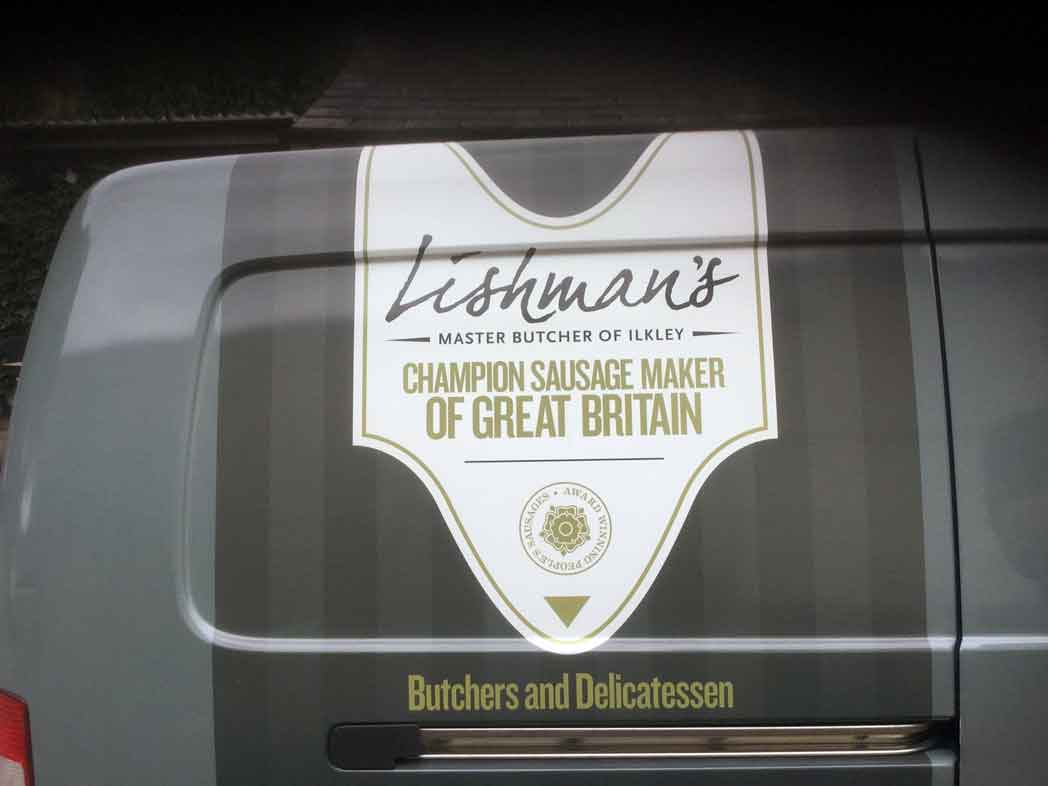 Lishman's
MASTER BUTCHER OF ILKLEY
CHAMPION SAUSAGE MAKER
OF GREAT BRITAIN
AWARD WINNING PEOPLE'S SAUSAGES •
Butchers and Delicatessen